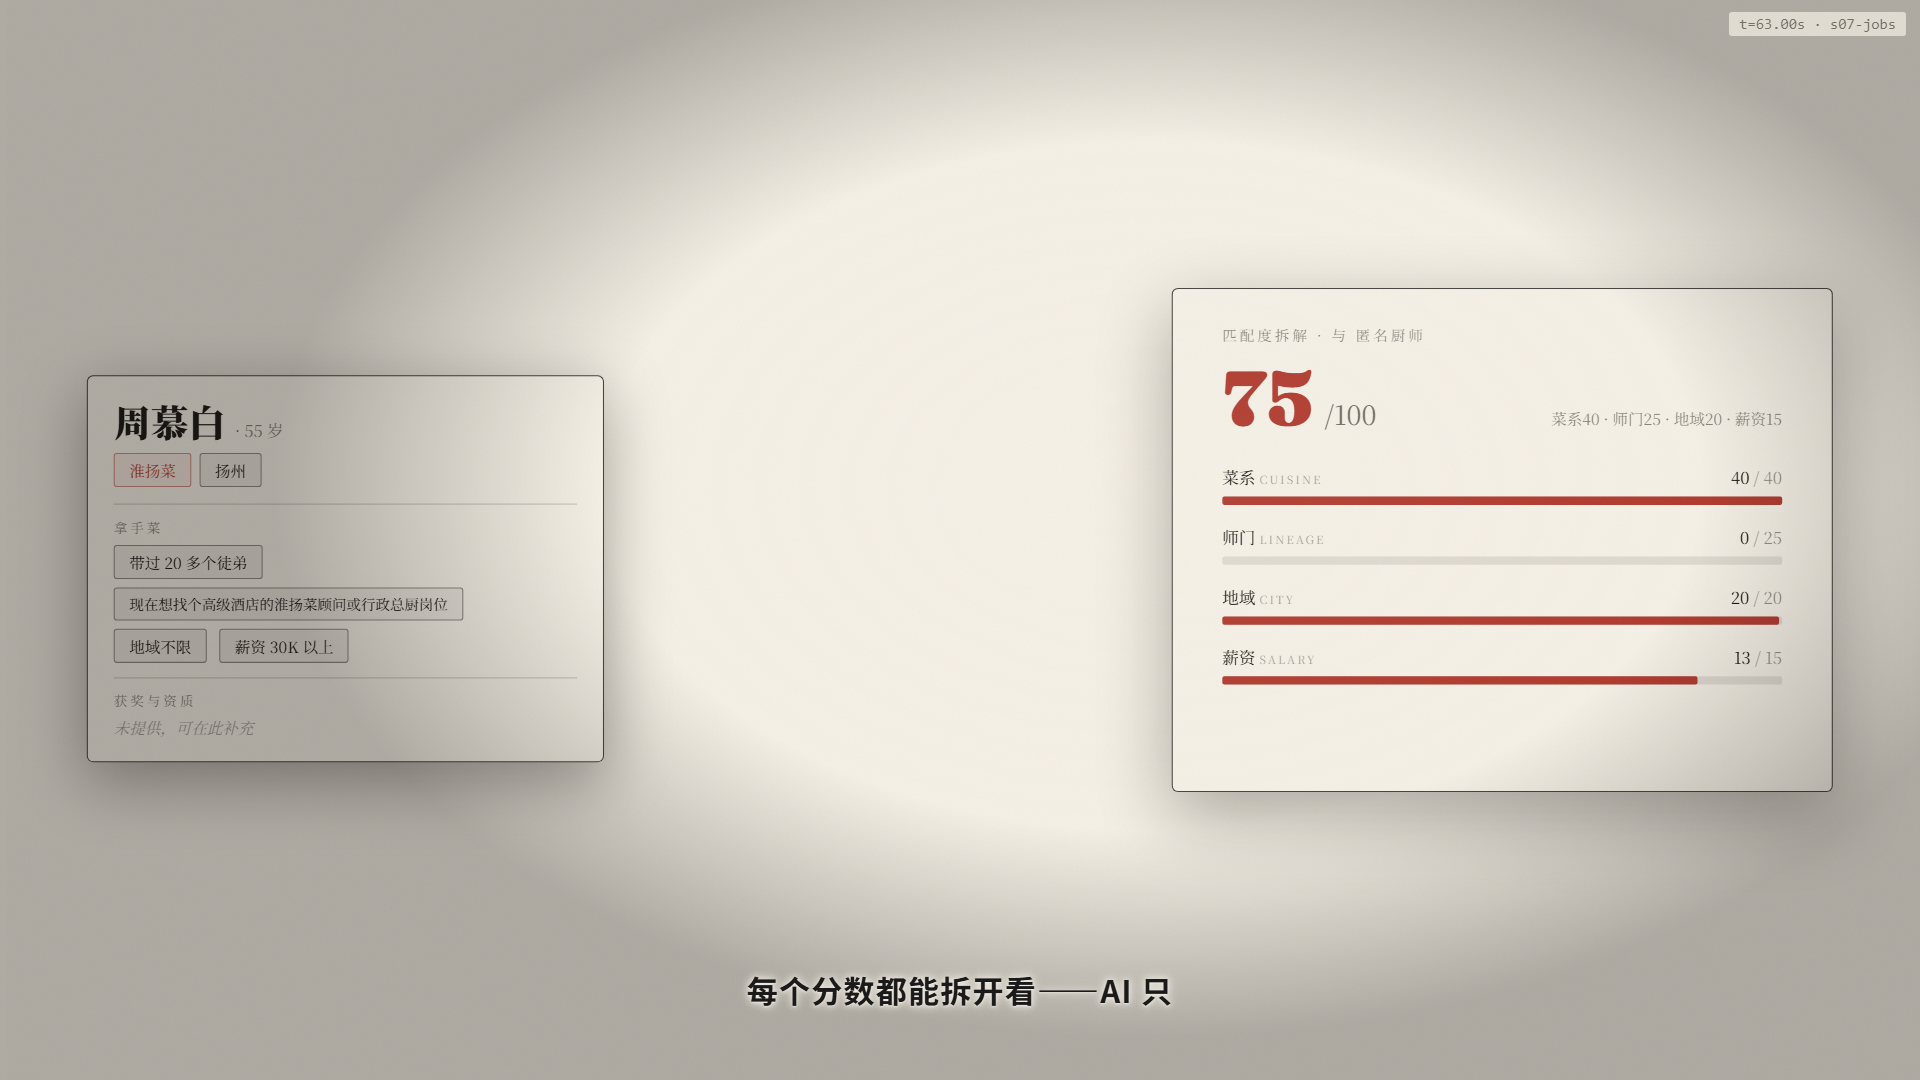 t=63.00s · s07-jobs
周慕白 · 55 岁
淮扬菜 扬州
拿手菜
带过 20 多个徒弟
现在想找个高级酒店的淮扬菜顾问或行政总厨岗位
地域不限 薪资 30K 以上
获奖与资质
未提供，可在此补充
匹配度拆解 · 与 匿名厨师
75 /100 菜系40 · 师门25 · 地域20 · 薪资15
菜系 CUISINE 40 / 40
师门 LINEAGE 0 / 25
地域 CITY 20 / 20
薪资 SALARY 13 / 15
每个分数都能拆开看——AI 只